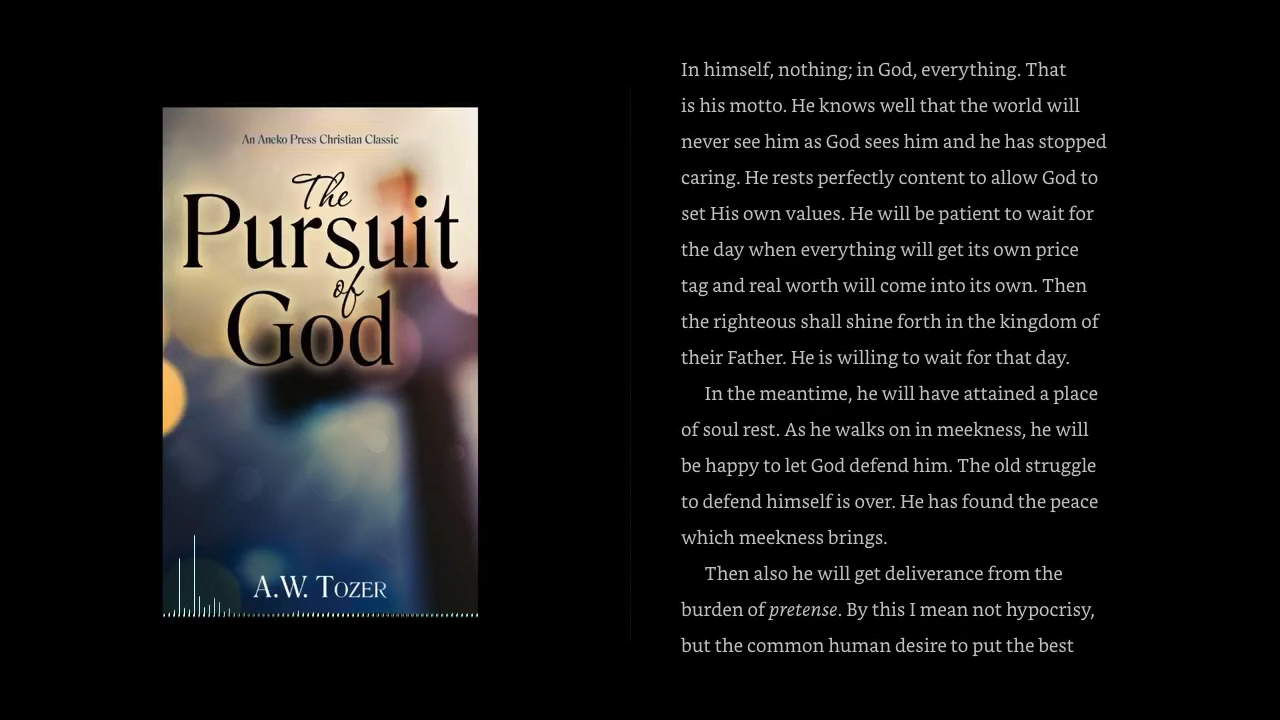 An Aneko Press Christian Classic
The
Pursuit
of
God
A.W. Tozer
In himself, nothing; in God, everything. That
is his motto. He knows well that the world will
never see him as God sees him and he has stopped
caring. He rests perfectly content to allow God to
set His own values. He will be patient to wait for
the day when everything will get its own price
tag and real worth will come into its own. Then
the righteous shall shine forth in the kingdom of
their Father. He is willing to wait for that day.
In the meantime, he will have attained a place
of soul rest. As he walks on in meekness, he will
be happy to let God defend him. The old struggle
to defend himself is over. He has found the peace
which meekness brings.
Then also he will get deliverance from the
burden of pretense. By this I mean not hypocrisy,
but the common human desire to put the best